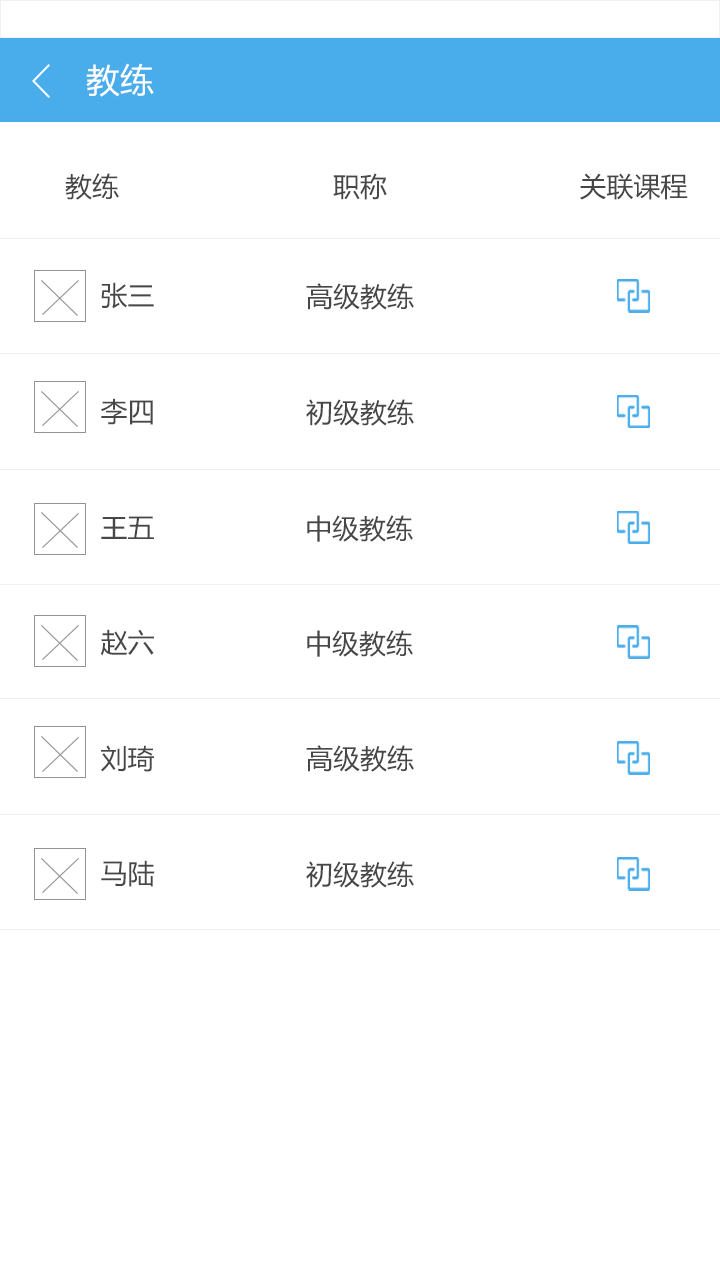 教练
教练 职称 关联课程
张三 高级教练
李四 初级教练
王五 中级教练
赵六 中级教练
刘琦 高级教练
马陆 初级教练